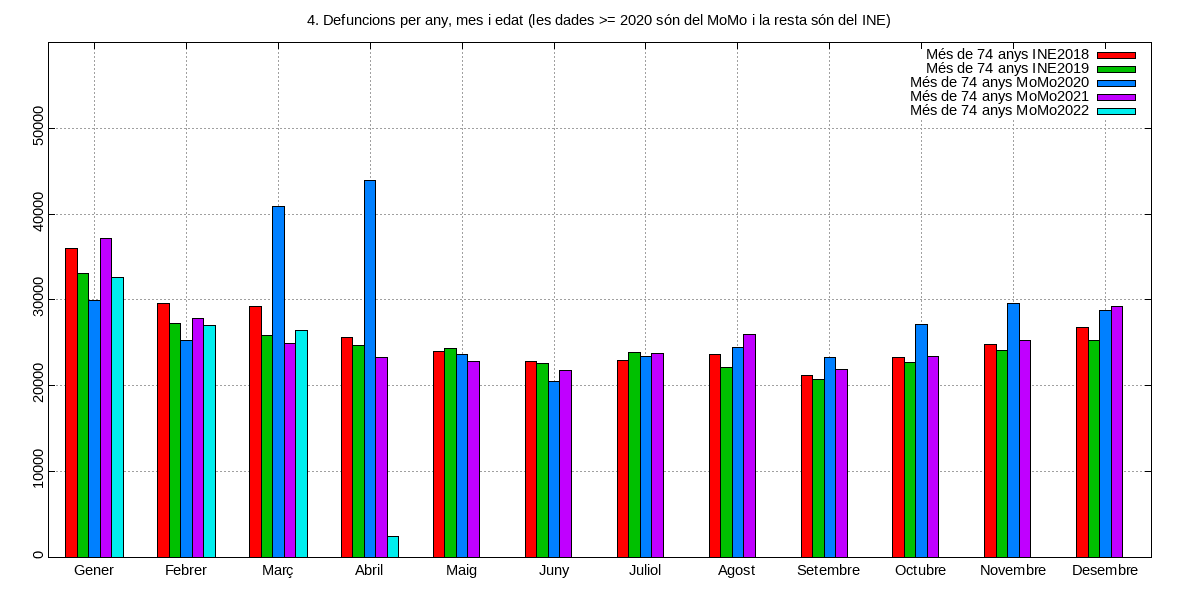 4. Defuncions per any, mes i edat (les dades >= 2020 són del MoMo i la resta són del INE)
Més de 74 anys INE2018
Més de 74 anys INE2019
Més de 74 anys MoMo2020
Més de 74 anys MoMo2021
Més de 74 anys MoMo2022
50000
40000
30000
20000
10000
0
Gener Febrer Març Abril Maig Juny Juliol Agost Setembre Octubre Novembre Desembre